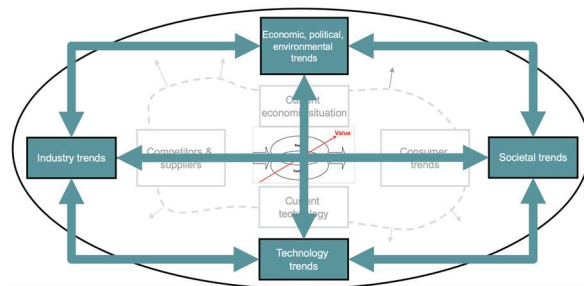 Economic, political,
environmental
trends
Current
economic situation
Industry trends
Competitors &
suppliers
Value
Consumer
trends
Societal trends
Current
technology
Technology
trends